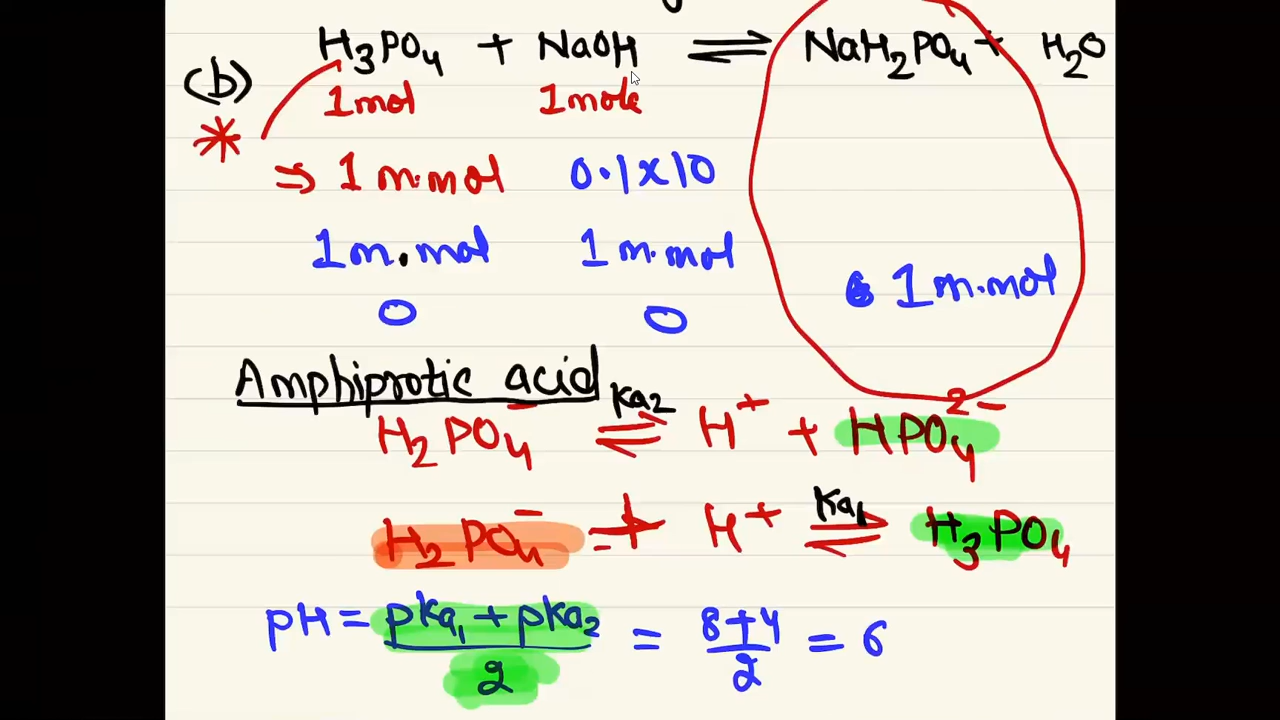 H₃PO₄ + NaOH ⇌ NaH₂PO₄ + H₂O
(b)
* 1mol 1mole
⇒ 1 m.mol 0.1x10
1m.mol 1m.mol
1m.mol
0 0
Amphiprotic acid
H₂PO₄⁻ ⇌ Ka₂ H⁺ + HPO₄²⁻
H₂PO₄⁻ + H⁺ ⇌ Ka₁ H₃PO₄
pH = pKa₁ + pKa₂ / 2 = 8+4 / 2 = 6